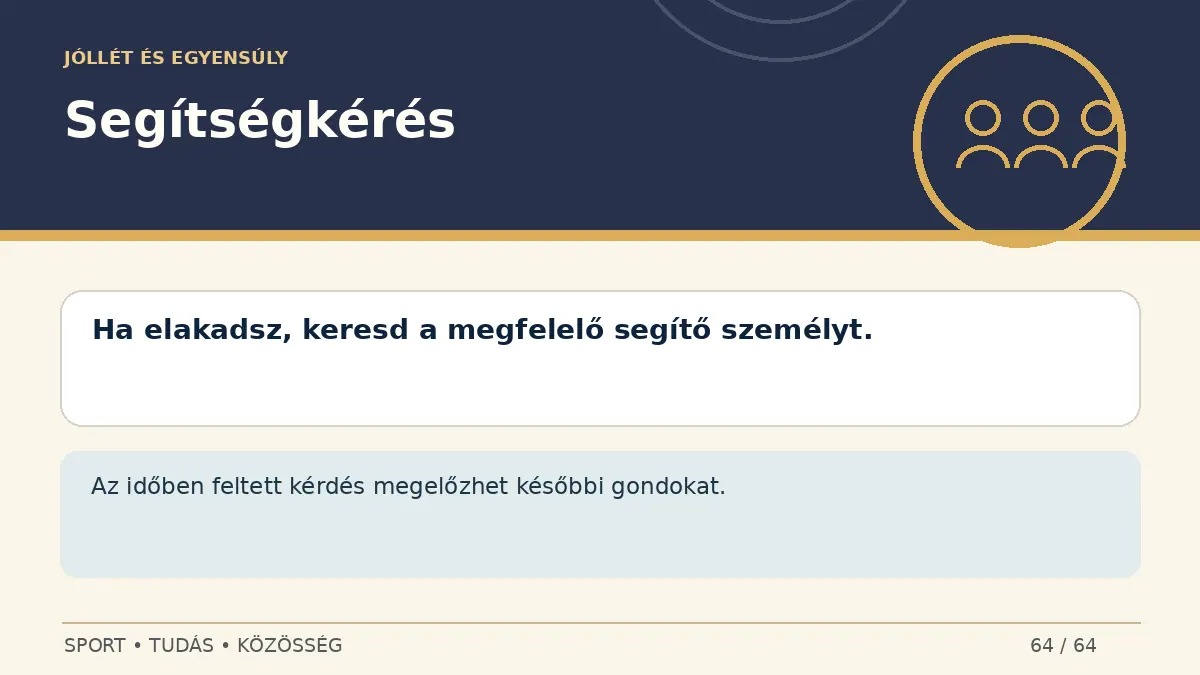 JÓLLÉT ÉS EGYENSÚLY
Segítségkérés
Ha elakadsz, keresd a megfelelő segítő személyt.
Az időben feltett kérdés megelőzhet későbbi gondokat.
SPORT • TUDÁS • KÖZÖSSÉG
64 / 64